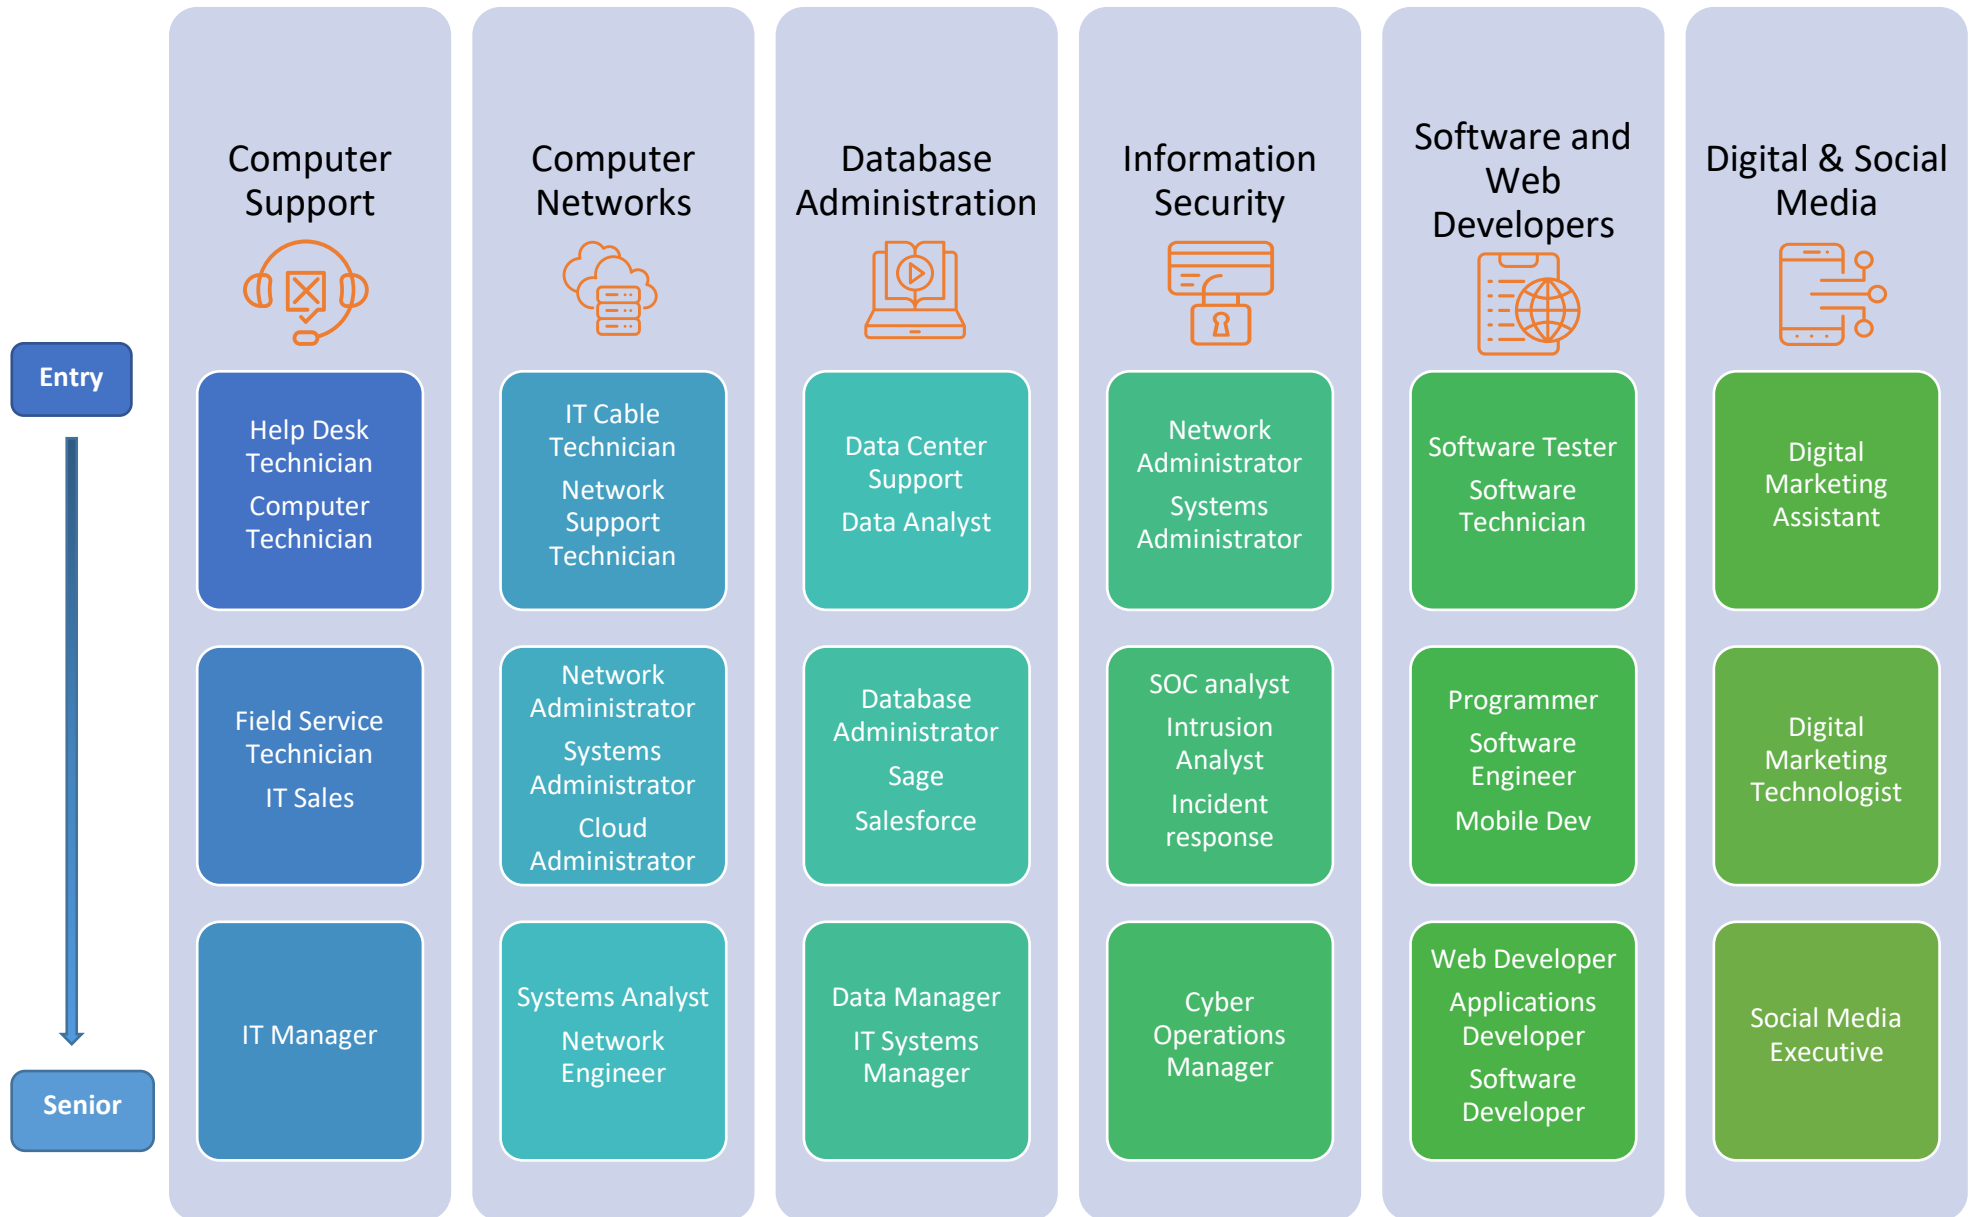 Computer
Support
Computer
Networks
Database
Administration
Information
Security
Software and
Web
Developers
Digital & Social
Media
Entry
Help Desk
Technician
Computer
Technician
IT Cable
Technician
Network
Support
Technician
Data Center
Support
Data Analyst
Network
Administrator
Systems
Administrator
Software Tester
Software
Technician
Digital
Marketing
Assistant
Field Service
Technician
IT Sales
Network
Administrator
Systems
Administrator
Cloud
Administrator
Database
Administrator
Sage
Salesforce
SOC analyst
Intrusion
Analyst
Incident
response
Programmer
Software
Engineer
Mobile Dev
Digital
Marketing
Technologist
Senior
IT Manager
Systems Analyst
Network
Engineer
Data Manager
IT Systems
Manager
Cyber
Operations
Manager
Web Developer
Applications
Developer
Software
Developer
Social Media
Executive